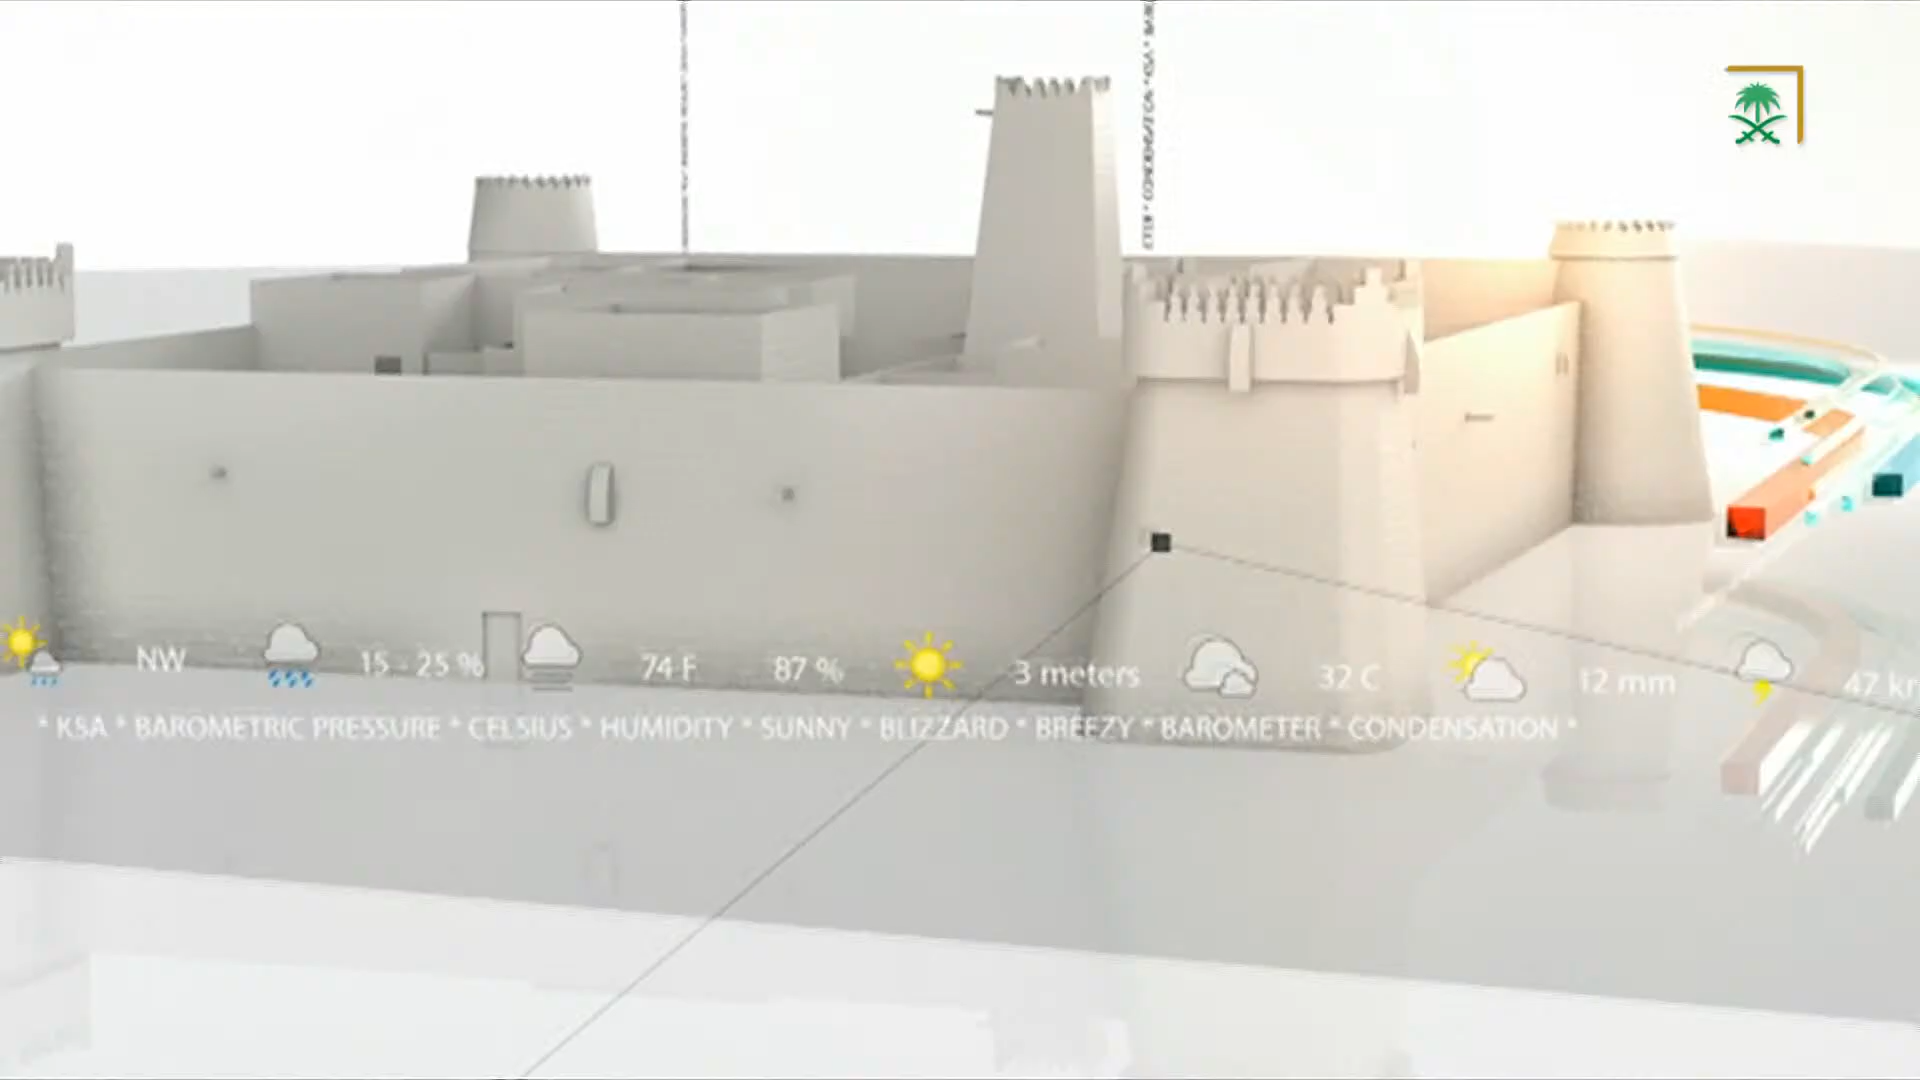 NW 15 - 25 % 74 F 87 % 3 meters 32 C 12 mm 47
* KSA * BAROMETRIC PRESSURE * CELSIUS * HUMIDITY * SUNNY * BLIZZARD * BREEZY * BAROMETER * CONDENSATION *